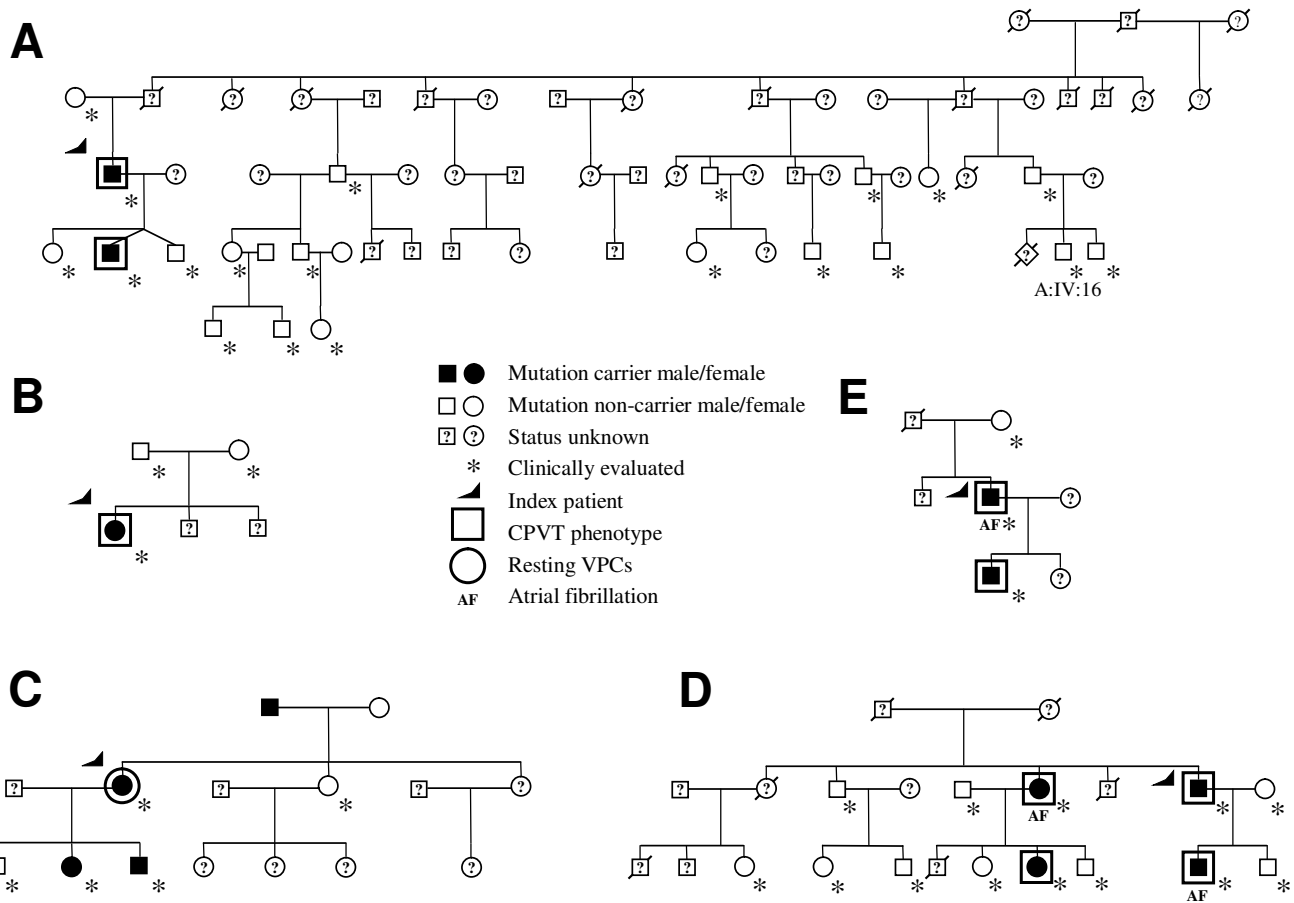 A
A:IV:16
B
Mutation carrier male/female
Mutation non-carrier male/female
? ? Status unknown
* Clinically evaluated
Index patient
CPVT phenotype
Resting VPCs
AF Atrial fibrillation
E
AF*
C
D
AF
AF